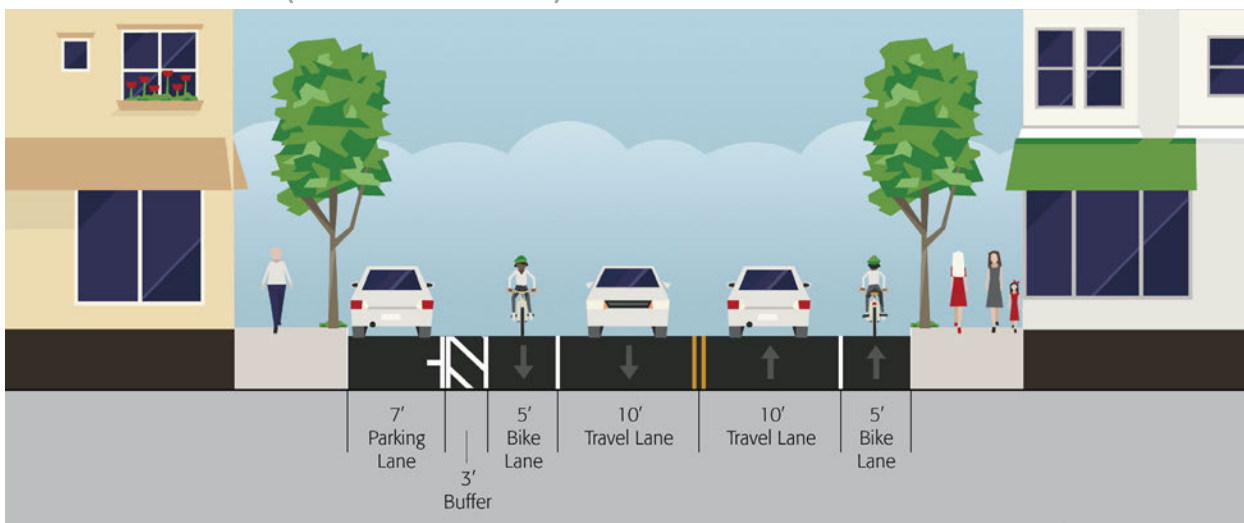 7'
Parking
Lane
3'
Buffer
5'
Bike
Lane
10'
Travel Lane
10'
Travel Lane
5'
Bike
Lane